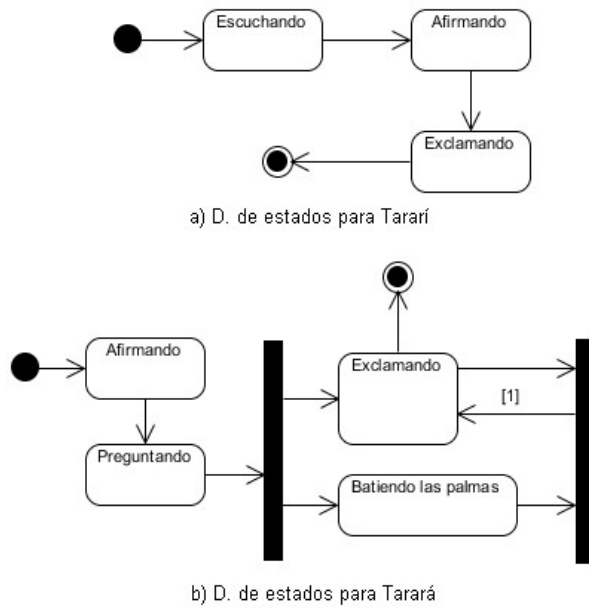 Escuchando
Afirmando
Exclamando
a) D. de estados para Tararí
Afirmando
Exclamando
[1]
Preguntando
Batiendo las palmas
b) D. de estados para Tarará